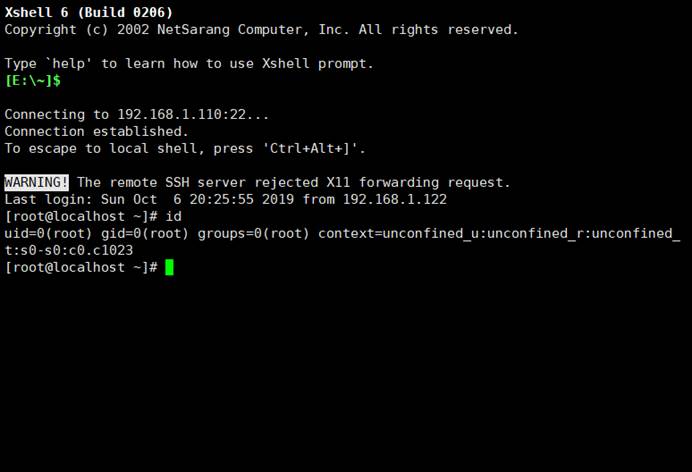 Xshell 6 (Build 0206)
Copyright (c) 2002 NetSarang Computer, Inc. All rights reserved.
Type `help' to learn how to use Xshell prompt.
[E:\~]$
Connecting to 192.168.1.110:22...
Connection established.
To escape to local shell, press 'Ctrl+Alt+]'.
WARNING! The remote SSH server rejected X11 forwarding request.
Last login: Sun Oct  6 20:25:55 2019 from 192.168.1.122
[root@localhost ~]# id
uid=0(root) gid=0(root) groups=0(root) context=unconfined_u:unconfined_r:unconfined_
t:s0-s0:c0.c1023
[root@localhost ~]#